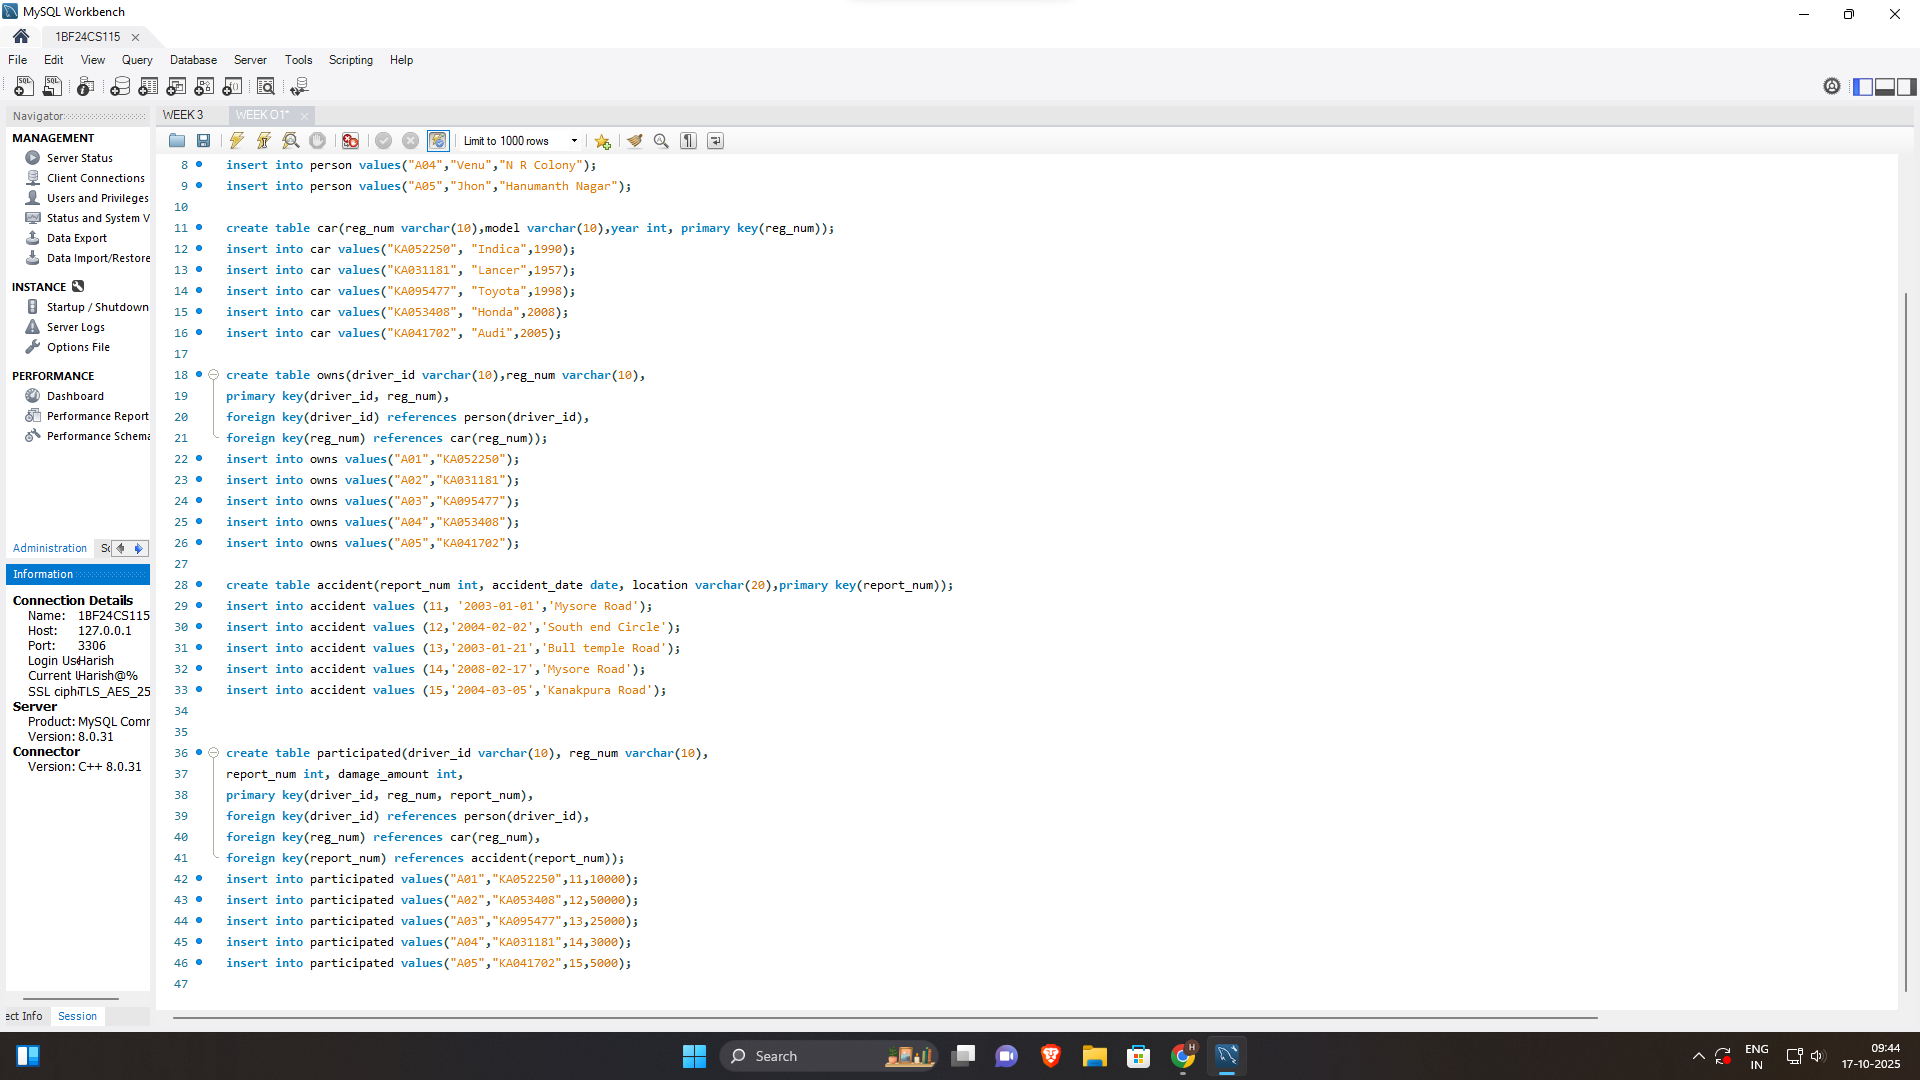 MySQL Workbench
1BF24CS115
File Edit View Query Database Server Tools Scripting Help
Navigator
WEEK 3 WEEK O1*
MANAGEMENT
Server Status
Client Connections
Users and Privileges
Status and System V
Data Export
Data Import/Restore
INSTANCE
Startup / Shutdown
Server Logs
Options File
PERFORMANCE
Dashboard
Performance Report
Performance Schema
Administration Sc
Information
Connection Details
Name: 1BF24CS115
Host: 127.0.0.1
Port: 3306
Login Use Harish
Current U Harish@%
SSL ciph TLS_AES_25
Server
Product: MySQL Comm
Version: 8.0.31
Connector
Version: C++ 8.0.31
ect Info Session
Limit to 1000 rows
8 insert into person values("A04","Venu","N R Colony");
9 insert into person values("A05","Jhon","Hanumanth Nagar");
10
11 create table car(reg_num varchar(10),model varchar(10),year int, primary key(reg_num));
12 insert into car values("KA052250", "Indica",1990);
13 insert into car values("KA031181", "Lancer",1957);
14 insert into car values("KA095477", "Toyota",1998);
15 insert into car values("KA053408", "Honda",2008);
16 insert into car values("KA041702", "Audi",2005);
17
18 create table owns(driver_id varchar(10),reg_num varchar(10),
19 primary key(driver_id, reg_num),
20 foreign key(driver_id) references person(driver_id),
21 foreign key(reg_num) references car(reg_num));
22 insert into owns values("A01","KA052250");
23 insert into owns values("A02","KA031181");
24 insert into owns values("A03","KA095477");
25 insert into owns values("A04","KA053408");
26 insert into owns values("A05","KA041702");
27
28 create table accident(report_num int, accident_date date, location varchar(20),primary key(report_num));
29 insert into accident values (11, '2003-01-01','Mysore Road');
30 insert into accident values (12,'2004-02-02','South end Circle');
31 insert into accident values (13,'2003-01-21','Bull temple Road');
32 insert into accident values (14,'2008-02-17','Mysore Road');
33 insert into accident values (15,'2004-03-05','Kanakpura Road');
34
35
36 create table participated(driver_id varchar(10), reg_num varchar(10),
37 report_num int, damage_amount int,
38 primary key(driver_id, reg_num, report_num),
39 foreign key(driver_id) references person(driver_id),
40 foreign key(reg_num) references car(reg_num),
41 foreign key(report_num) references accident(report_num));
42 insert into participated values("A01","KA052250",11,10000);
43 insert into participated values("A02","KA053408",12,50000);
44 insert into participated values("A03","KA095477",13,25000);
45 insert into participated values("A04","KA031181",14,3000);
46 insert into participated values("A05","KA041702",15,5000);
47
Search
ENG
IN
09:44
17-10-2025